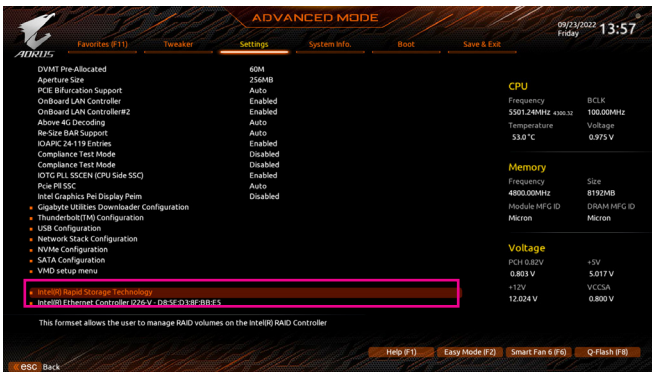 ADVANCED MODE
09/23/2022 Friday 13:57
AORUS
Favorites (F11) Tweaker Settings System Info. Boot Save & Exit
DVMT Pre-Allocated 60M
Aperture Size 256MB
PCIE Bifurcation Support Auto
OnBoard LAN Controller Enabled
OnBoard LAN Controller#2 Enabled
Above 4G Decoding Auto
Re-Size BAR Support Auto
IOAPIC 24-119 Entries Enabled
Compliance Test Mode Disabled
Compliance Test Mode Disabled
IOTG PLL SSCEN (CPU Side SSC) Enabled
Pcie Pll SSC Auto
Intel Graphics Pei Display Peim Disabled
Gigabyte Utilities Downloader Configuration
Thunderbolt(TM) Configuration
USB Configuration
Network Stack Configuration
NVMe Configuration
SATA Configuration
VMD setup menu
Intel(R) Rapid Storage Technology
Intel(R) Ethernet Controller I226-V - D8:5E:D3:8F:BB:E5
This formset allows the user to manage RAID volumes on the Intel(R) RAID Controller
CPU
Frequency BCLK
5501.24MHz 4300.32 100.00MHz
Temperature Voltage
53.0 °C 0.975 V
Memory
Frequency Size
4800.00MHz 8192MB
Module MFG ID DRAM MFG ID
Micron Micron
Voltage
PCH 0.82V +5V
0.803 V 5.017 V
+12V VCCSA
12.024 V 0.800 V
Help (F1) Easy Mode (F2) Smart Fan 6 (F6) Q-Flash (F8)
esc Back